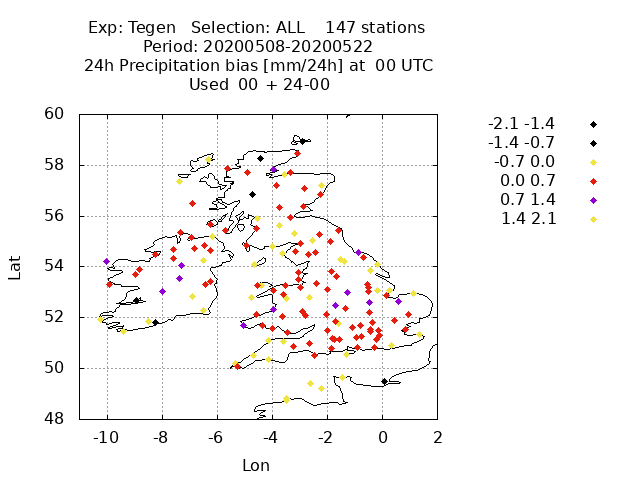 Exp: Tegen   Selection: ALL    147 stations
Period: 20200508-20200522
24h Precipitation bias [mm/24h] at  00 UTC
Used  00 + 24-00
-2.1 -1.4
-1.4 -0.7
-0.7 0.0
0.0 0.7
0.7 1.4
1.4 2.1
60
58
56
54
52
50
48
Lat
-10 -8 -6 -4 -2 0 2
Lon